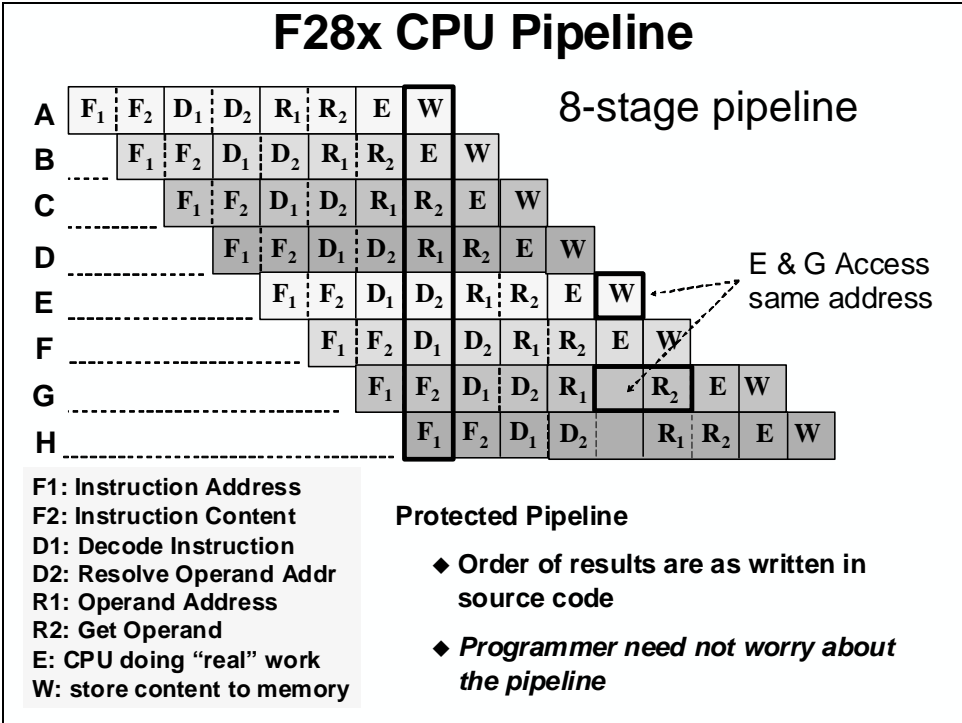 F28x CPU Pipeline
8-stage pipeline
A F₁ F₂ D₁ D₂ R₁ R₂ E W
B F₁ F₂ D₁ D₂ R₁ R₂ E W
C F₁ F₂ D₁ D₂ R₁ R₂ E W
D F₁ F₂ D₁ D₂ R₁ R₂ E W
E F₁ F₂ D₁ D₂ R₁ R₂ E W
F F₁ F₂ D₁ D₂ R₁ R₂ E W
G F₁ F₂ D₁ D₂ R₁ R₂ E W
H F₁ F₂ D₁ D₂ R₁ R₂ E W
E & G Access
same address
F1: Instruction Address
F2: Instruction Content
D1: Decode Instruction
D2: Resolve Operand Addr
R1: Operand Address
R2: Get Operand
E: CPU doing “real” work
W: store content to memory
Protected Pipeline
◆ Order of results are as written in
source code
◆ Programmer need not worry about
the pipeline